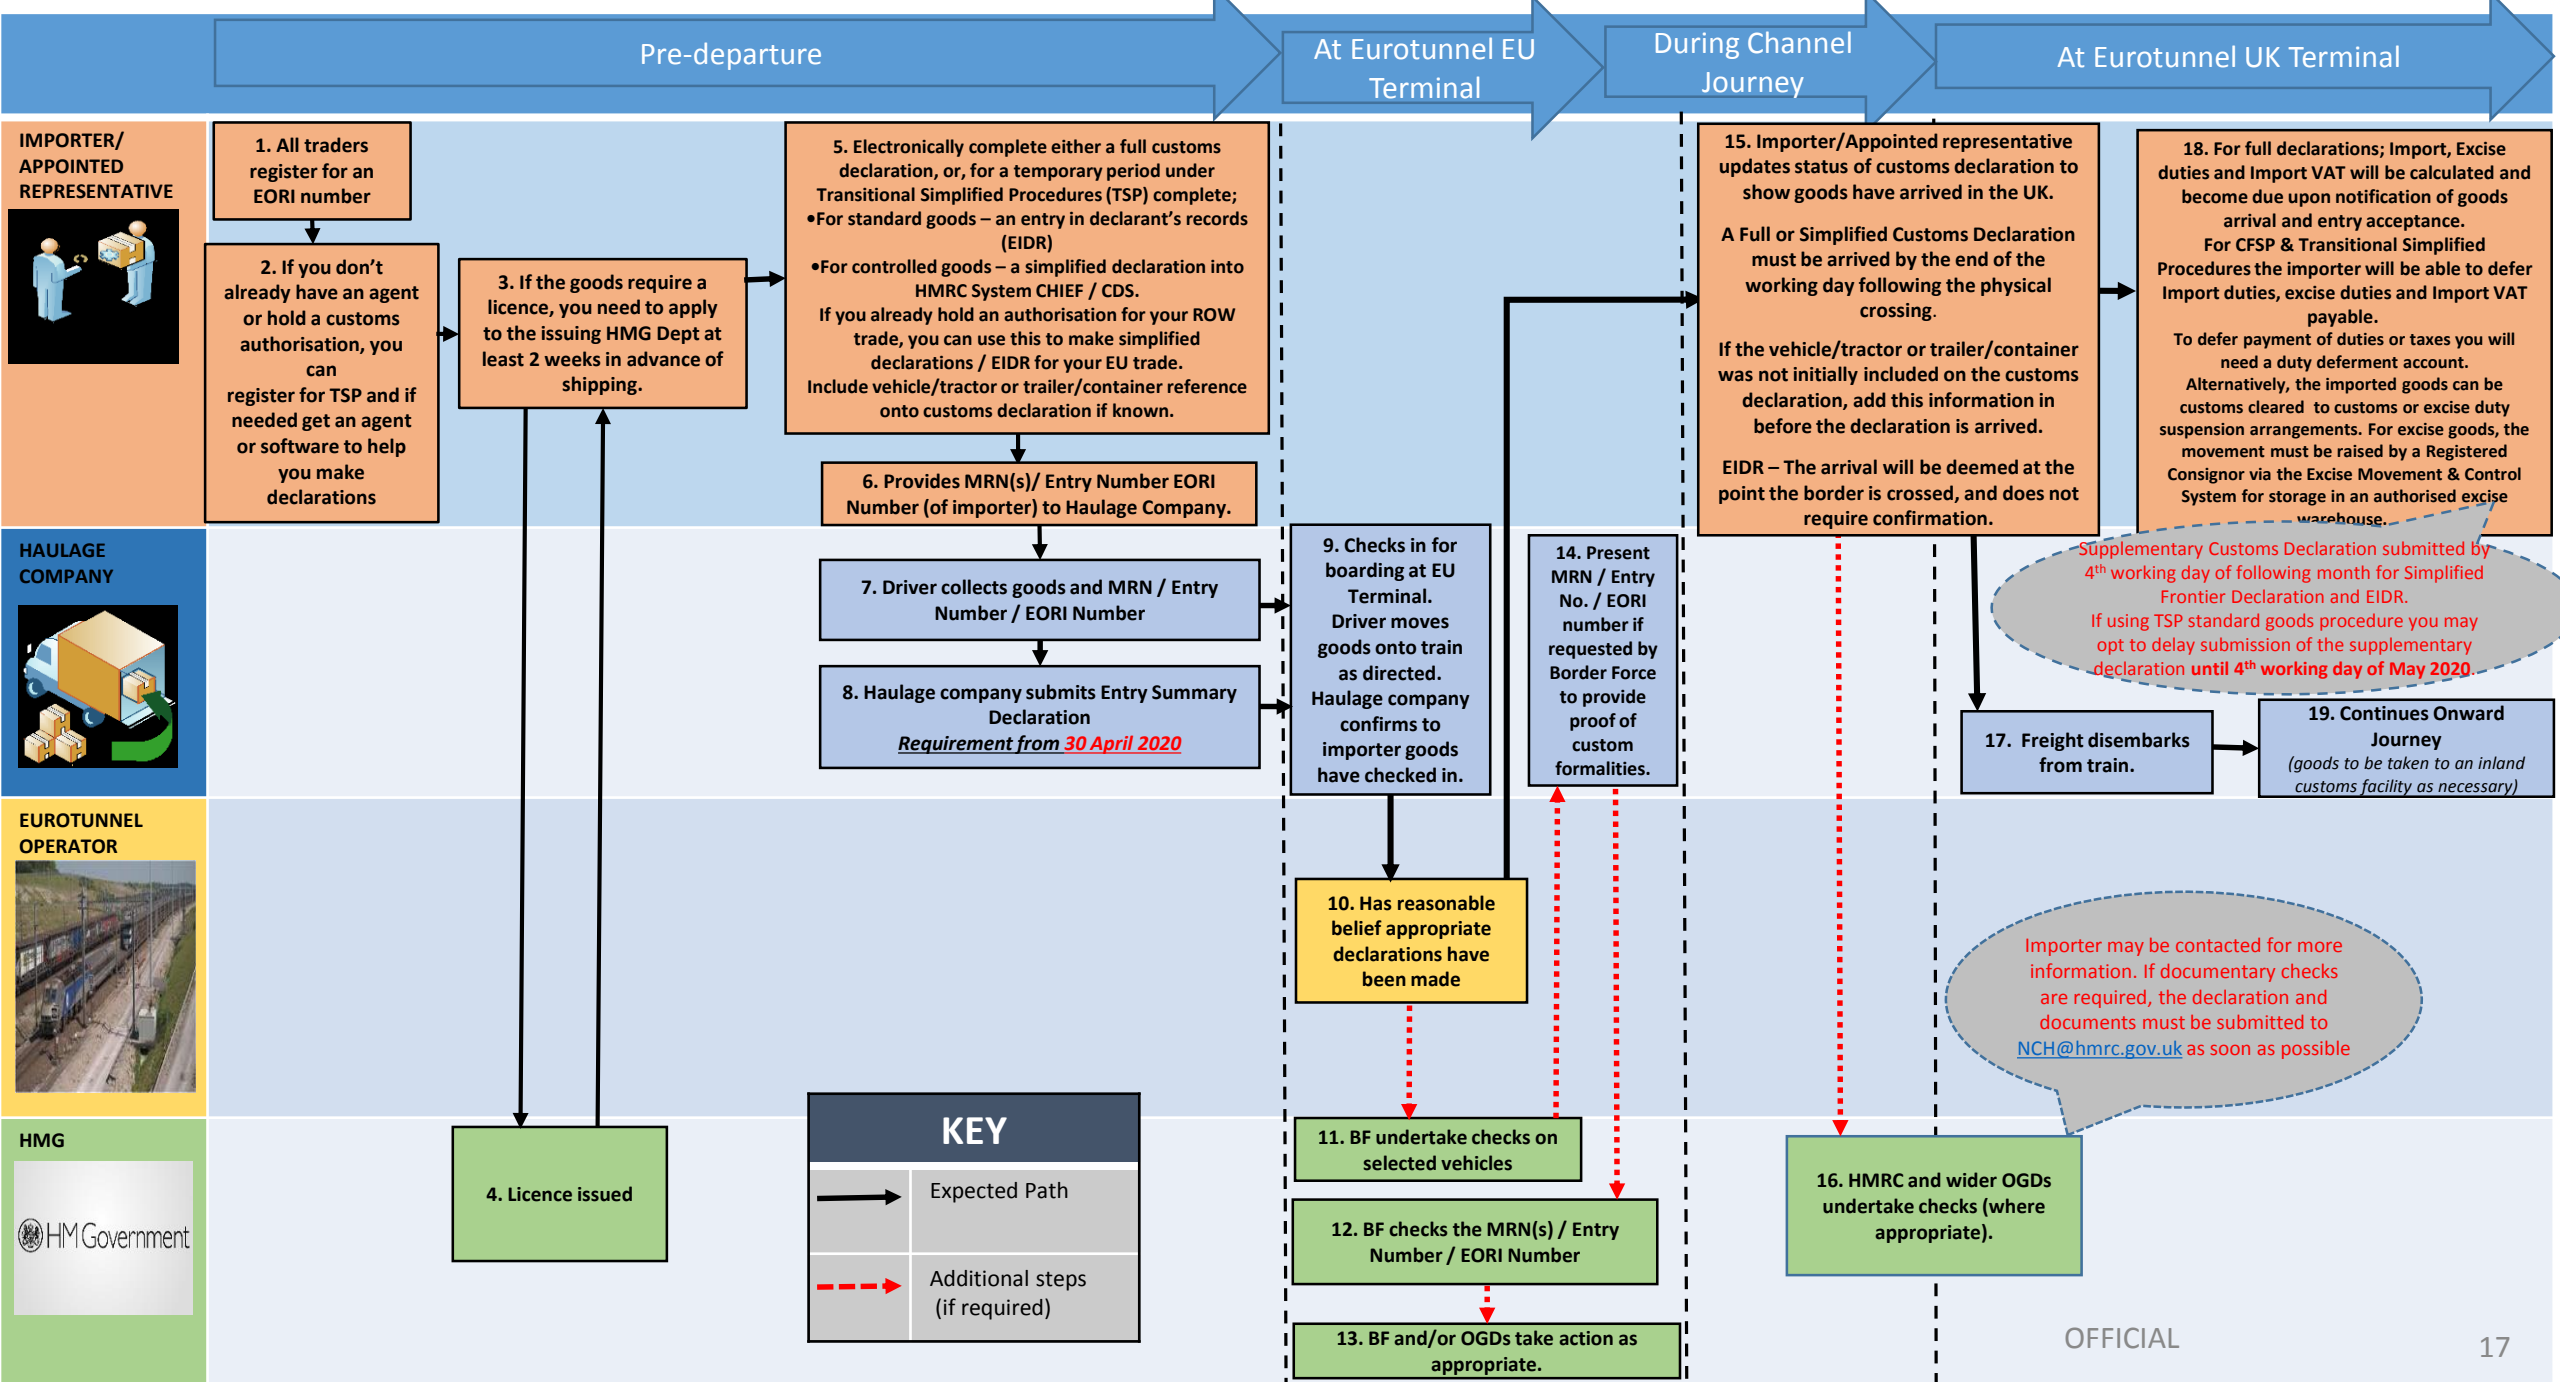 Pre-departure
At Eurotunnel EU
Terminal
During Channel
Journey
At Eurotunnel UK Terminal
IMPORTER/
APPOINTED
REPRESENTATIVE
1. All traders
register for an
EORI number
2. If you don't
already have an agent
or hold a customs
authorisation, you
can
register for TSP and if
needed get an agent
or software to help
you make
declarations
3. If the goods require a
licence, you need to apply
to the issuing HMG Dept at
least 2 weeks in advance of
shipping.
5. Electronically complete either a full customs
declaration, or, for a temporary period under
Transitional Simplified Procedures (TSP) complete;
•For standard goods – an entry in declarant's records
(EIDR)
•For controlled goods – a simplified declaration into
HMRC System CHIEF / CDS.
If you already hold an authorisation for your ROW
trade, you can use this to make simplified
declarations / EIDR for your EU trade.
Include vehicle/tractor or trailer/container reference
onto customs declaration if known.
6. Provides MRN(s)/ Entry Number EORI
Number (of importer) to Haulage Company.
15. Importer/Appointed representative
updates status of customs declaration to
show goods have arrived in the UK.
A Full or Simplified Customs Declaration
must be arrived by the end of the
working day following the physical
crossing.
If the vehicle/tractor or trailer/container
was not initially included on the customs
declaration, add this information in
before the declaration is arrived.
EIDR – The arrival will be deemed at the
point the border is crossed, and does not
require confirmation.
18. For full declarations; Import, Excise
duties and Import VAT will be calculated and
become due upon notification of goods
arrival and entry acceptance.
For CFSP & Transitional Simplified
Procedures the importer will be able to defer
Import duties, excise duties and Import VAT
payable.
To defer payment of duties or taxes you will
need a duty deferment account.
Alternatively, the imported goods can be
customs cleared to customs or excise duty
suspension arrangements. For excise goods, the
movement must be raised by a Registered
Consignor via the Excise Movement & Control
System for storage in an authorised excise
warehouse.
HAULAGE
COMPANY
7. Driver collects goods and MRN / Entry
Number / EORI Number
8. Haulage company submits Entry Summary
Declaration
Requirement from 30 April 2020
9. Checks in for
boarding at EU
Terminal.
Driver moves
goods onto train
as directed.
Haulage company
confirms to
importer goods
have checked in.
14. Present
MRN / Entry
No. / EORI
number if
requested by
Border Force
to provide
proof of
custom
formalities.
Supplementary Customs Declaration submitted by
4th working day of following month for Simplified
Frontier Declaration and EIDR.
If using TSP standard goods procedure you may
opt to delay submission of the supplementary
declaration until 4th working day of May 2020.
17. Freight disembarks
from train.
19. Continues Onward
Journey
(goods to be taken to an inland
customs facility as necessary)
EUROTUNNEL
OPERATOR
10. Has reasonable
belief appropriate
declarations have
been made
Importer may be contacted for more
information. If documentary checks
are required, the declaration and
documents must be submitted to
NCH@hmrc.gov.uk as soon as possible
HMG
HM Government
4. Licence issued
KEY
Expected Path
Additional steps
(if required)
11. BF undertake checks on
selected vehicles
12. BF checks the MRN(s) / Entry
Number / EORI Number
13. BF and/or OGDs take action as
appropriate.
16. HMRC and wider OGDs
undertake checks (where
appropriate).
OFFICIAL
17